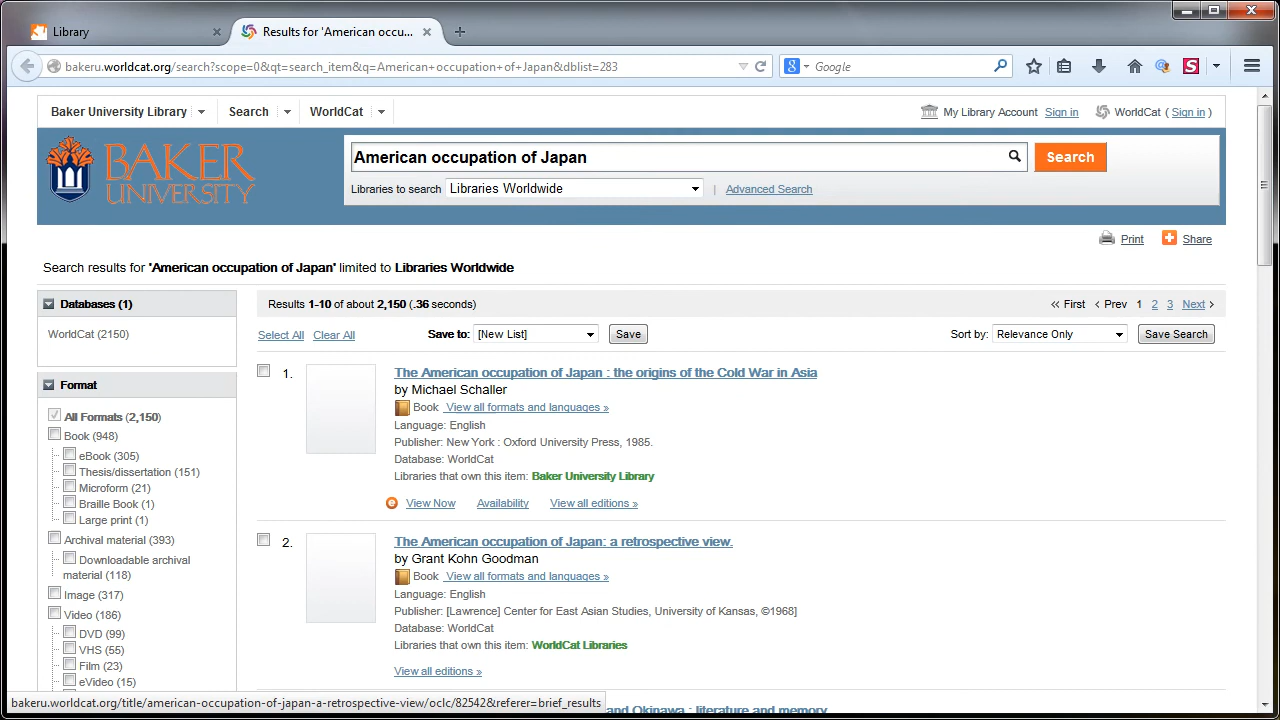 Library
Results for 'American occu...
bakeru.worldcat.org/search?scope=0&qt=search_item&q=American+occupation+of+Japan&dblist=283
Google
Baker University Library
Search
WorldCat
My Library Account Sign in
WorldCat ( Sign in )
BAKER
UNIVERSITY
American occupation of Japan
Search
Libraries to search Libraries Worldwide | Advanced Search
Print
Share
Search results for 'American occupation of Japan' limited to Libraries Worldwide
Databases (1)
WorldCat (2150)
Format
All Formats (2,150)
Book (948)
eBook (305)
Thesis/dissertation (151)
Microform (21)
Braille Book (1)
Large print (1)
Archival material (393)
Downloadable archival
material (118)
Image (317)
Video (186)
DVD (99)
VHS (55)
Film (23)
eVideo (15)
Results 1-10 of about 2,150 (.36 seconds)
First Prev 1 2 3 Next
Select All Clear All Save to: [New List] Save
Sort by: Relevance Only Save Search
1. The American occupation of Japan : the origins of the Cold War in Asia
by Michael Schaller
Book View all formats and languages »
Language: English
Publisher: New York : Oxford University Press, 1985.
Database: WorldCat
Libraries that own this item: Baker University Library
e View Now Availability View all editions »
2. The American occupation of Japan: a retrospective view.
by Grant Kohn Goodman
Book View all formats and languages »
Language: English
Publisher: [Lawrence] Center for East Asian Studies, University of Kansas, ©1968]
Database: WorldCat
Libraries that own this item: WorldCat Libraries
View all editions »
bakeru.worldcat.org/title/american-occupation-of-japan-a-retrospective-view/oclc/82542&referer=brief_results
and Okinawa : literature and memory